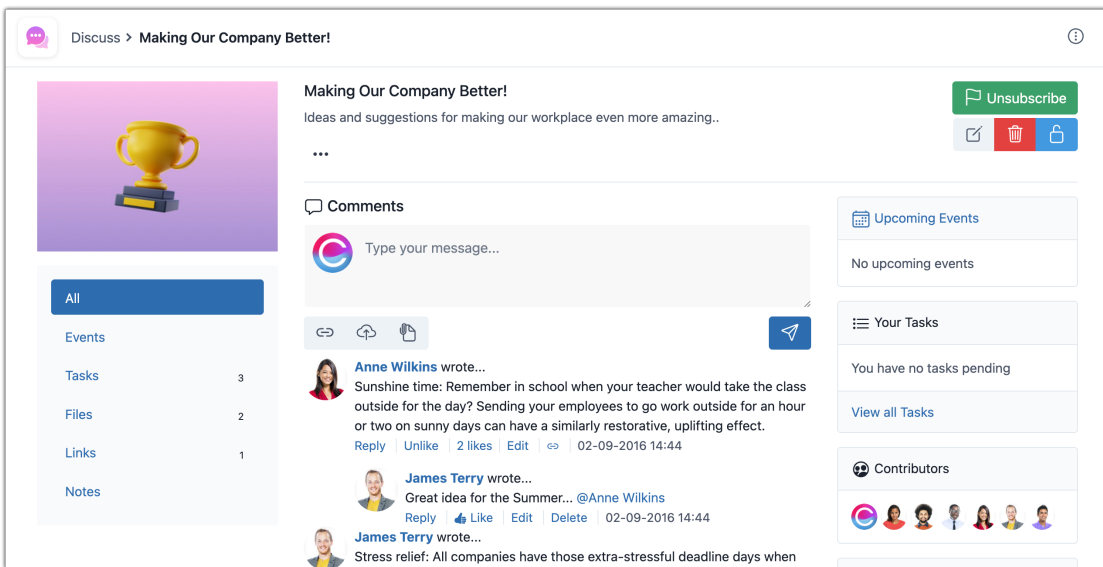 Discuss > Making Our Company Better!
Making Our Company Better!
Ideas and suggestions for making our workplace even more amazing..
Unsubscribe
All
Events
Tasks 3
Files 2
Links 1
Notes
Comments
Type your message...
Anne Wilkins wrote...
Sunshine time: Remember in school when your teacher would take the class
outside for the day? Sending your employees to go work outside for an hour
or two on sunny days can have a similarly restorative, uplifting effect.
Reply Unlike 2 likes Edit 02-09-2016 14:44
James Terry wrote...
Great idea for the Summer... @Anne Wilkins
Reply Like Edit Delete 02-09-2016 14:44
James Terry wrote...
Stress relief: All companies have those extra-stressful deadline days when
Upcoming Events
No upcoming events
Your Tasks
You have no tasks pending
View all Tasks
Contributors